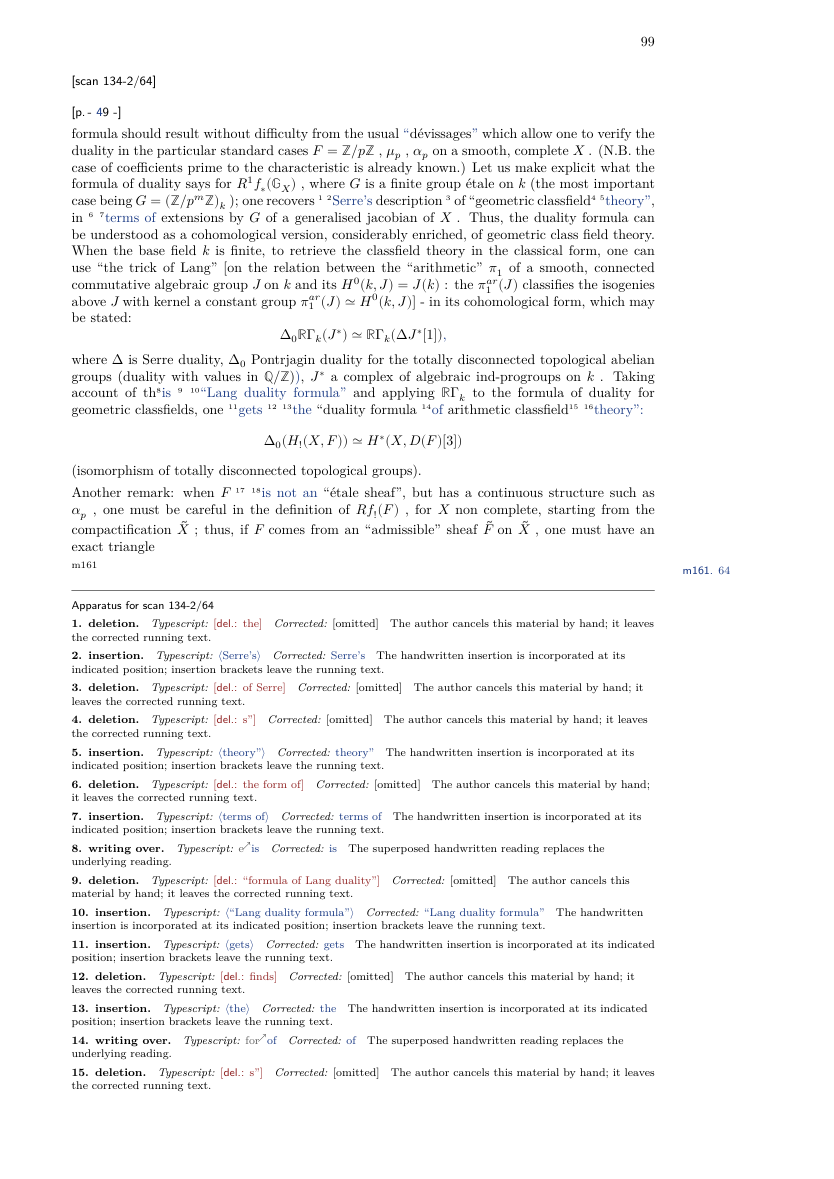 99
[scan 134-2/64]
[p. - 49 -]
formula should result without difficulty from the usual “dévissages” which allow one to verify the
duality in the particular standard cases F = ℤ/pℤ , μ_p , α_p on a smooth, complete X . (N.B. the
case of coefficients prime to the characteristic is already known.) Let us make explicit what the
formula of duality says for R¹f_*(𝔾_X) , where G is a finite group étale on k (the most important
case being G = (ℤ/p^mℤ)_k ); one recovers ¹ ²Serre’s description ³ of “geometric classfield⁴ ⁵theory”,
in ⁶ ⁷terms of extensions by G of a generalised jacobian of X . Thus, the duality formula can
be understood as a cohomological version, considerably enriched, of geometric class field theory.
When the base field k is finite, to retrieve the classfield theory in the classical form, one can
use “the trick of Lang” [on the relation between the “arithmetic” π₁ of a smooth, connected
commutative algebraic group J on k and its H⁰(k, J) = J(k) : the π₁^{ar}(J) classifies the isogenies
above J with kernel a constant group π₁^{ar}(J) ≃ H⁰(k, J)] - in its cohomological form, which may
be stated:
Δ₀ℝΓ_k(J*) ≃ ℝΓ_k(ΔJ*[1]),
where Δ is Serre duality, Δ₀ Pontrjagin duality for the totally disconnected topological abelian
groups (duality with values in ℚ/ℤ)), J* a complex of algebraic ind-progroups on k . Taking
account of th⁸is ⁹ ¹⁰“Lang duality formula” and applying ℝΓ_k to the formula of duality for
geometric classfields, one ¹¹gets ¹² ¹³the “duality formula ¹⁴of arithmetic classfield¹⁵ ¹⁶theory”:
Δ₀(H_!(X, F)) ≃ H*(X, D(F)[3])
(isomorphism of totally disconnected topological groups).
Another remark: when F ¹⁷ ¹⁸is not an “étale sheaf”, but has a continuous structure such as
α_p , one must be careful in the definition of Rf_!(F) , for X non complete, starting from the
compactification X̃ ; thus, if F comes from an “admissible” sheaf F̃ on X̃ , one must have an
exact triangle
m161
m161. 64
Apparatus for scan 134-2/64
1. deletion. Typescript: [del.: the] Corrected: [omitted] The author cancels this material by hand; it leaves
the corrected running text.
2. insertion. Typescript: ⟨Serre’s⟩ Corrected: Serre’s The handwritten insertion is incorporated at its
indicated position; insertion brackets leave the running text.
3. deletion. Typescript: [del.: of Serre] Corrected: [omitted] The author cancels this material by hand; it
leaves the corrected running text.
4. deletion. Typescript: [del.: s”] Corrected: [omitted] The author cancels this material by hand; it leaves
the corrected running text.
5. insertion. Typescript: ⟨theory”⟩ Corrected: theory” The handwritten insertion is incorporated at its
indicated position; insertion brackets leave the running text.
6. deletion. Typescript: [del.: the form of] Corrected: [omitted] The author cancels this material by hand;
it leaves the corrected running text.
7. insertion. Typescript: ⟨terms of⟩ Corrected: terms of The handwritten insertion is incorporated at its
indicated position; insertion brackets leave the running text.
8. writing over. Typescript: e↗is Corrected: is The superposed handwritten reading replaces the
underlying reading.
9. deletion. Typescript: [del.: “formula of Lang duality”] Corrected: [omitted] The author cancels this
material by hand; it leaves the corrected running text.
10. insertion. Typescript: ⟨“Lang duality formula”⟩ Corrected: “Lang duality formula” The handwritten
insertion is incorporated at its indicated position; insertion brackets leave the running text.
11. insertion. Typescript: ⟨gets⟩ Corrected: gets The handwritten insertion is incorporated at its indicated
position; insertion brackets leave the running text.
12. deletion. Typescript: [del.: finds] Corrected: [omitted] The author cancels this material by hand; it
leaves the corrected running text.
13. insertion. Typescript: ⟨the⟩ Corrected: the The handwritten insertion is incorporated at its indicated
position; insertion brackets leave the running text.
14. writing over. Typescript: for↗of Corrected: of The superposed handwritten reading replaces the
underlying reading.
15. deletion. Typescript: [del.: s”] Corrected: [omitted] The author cancels this material by hand; it leaves
the corrected running text.